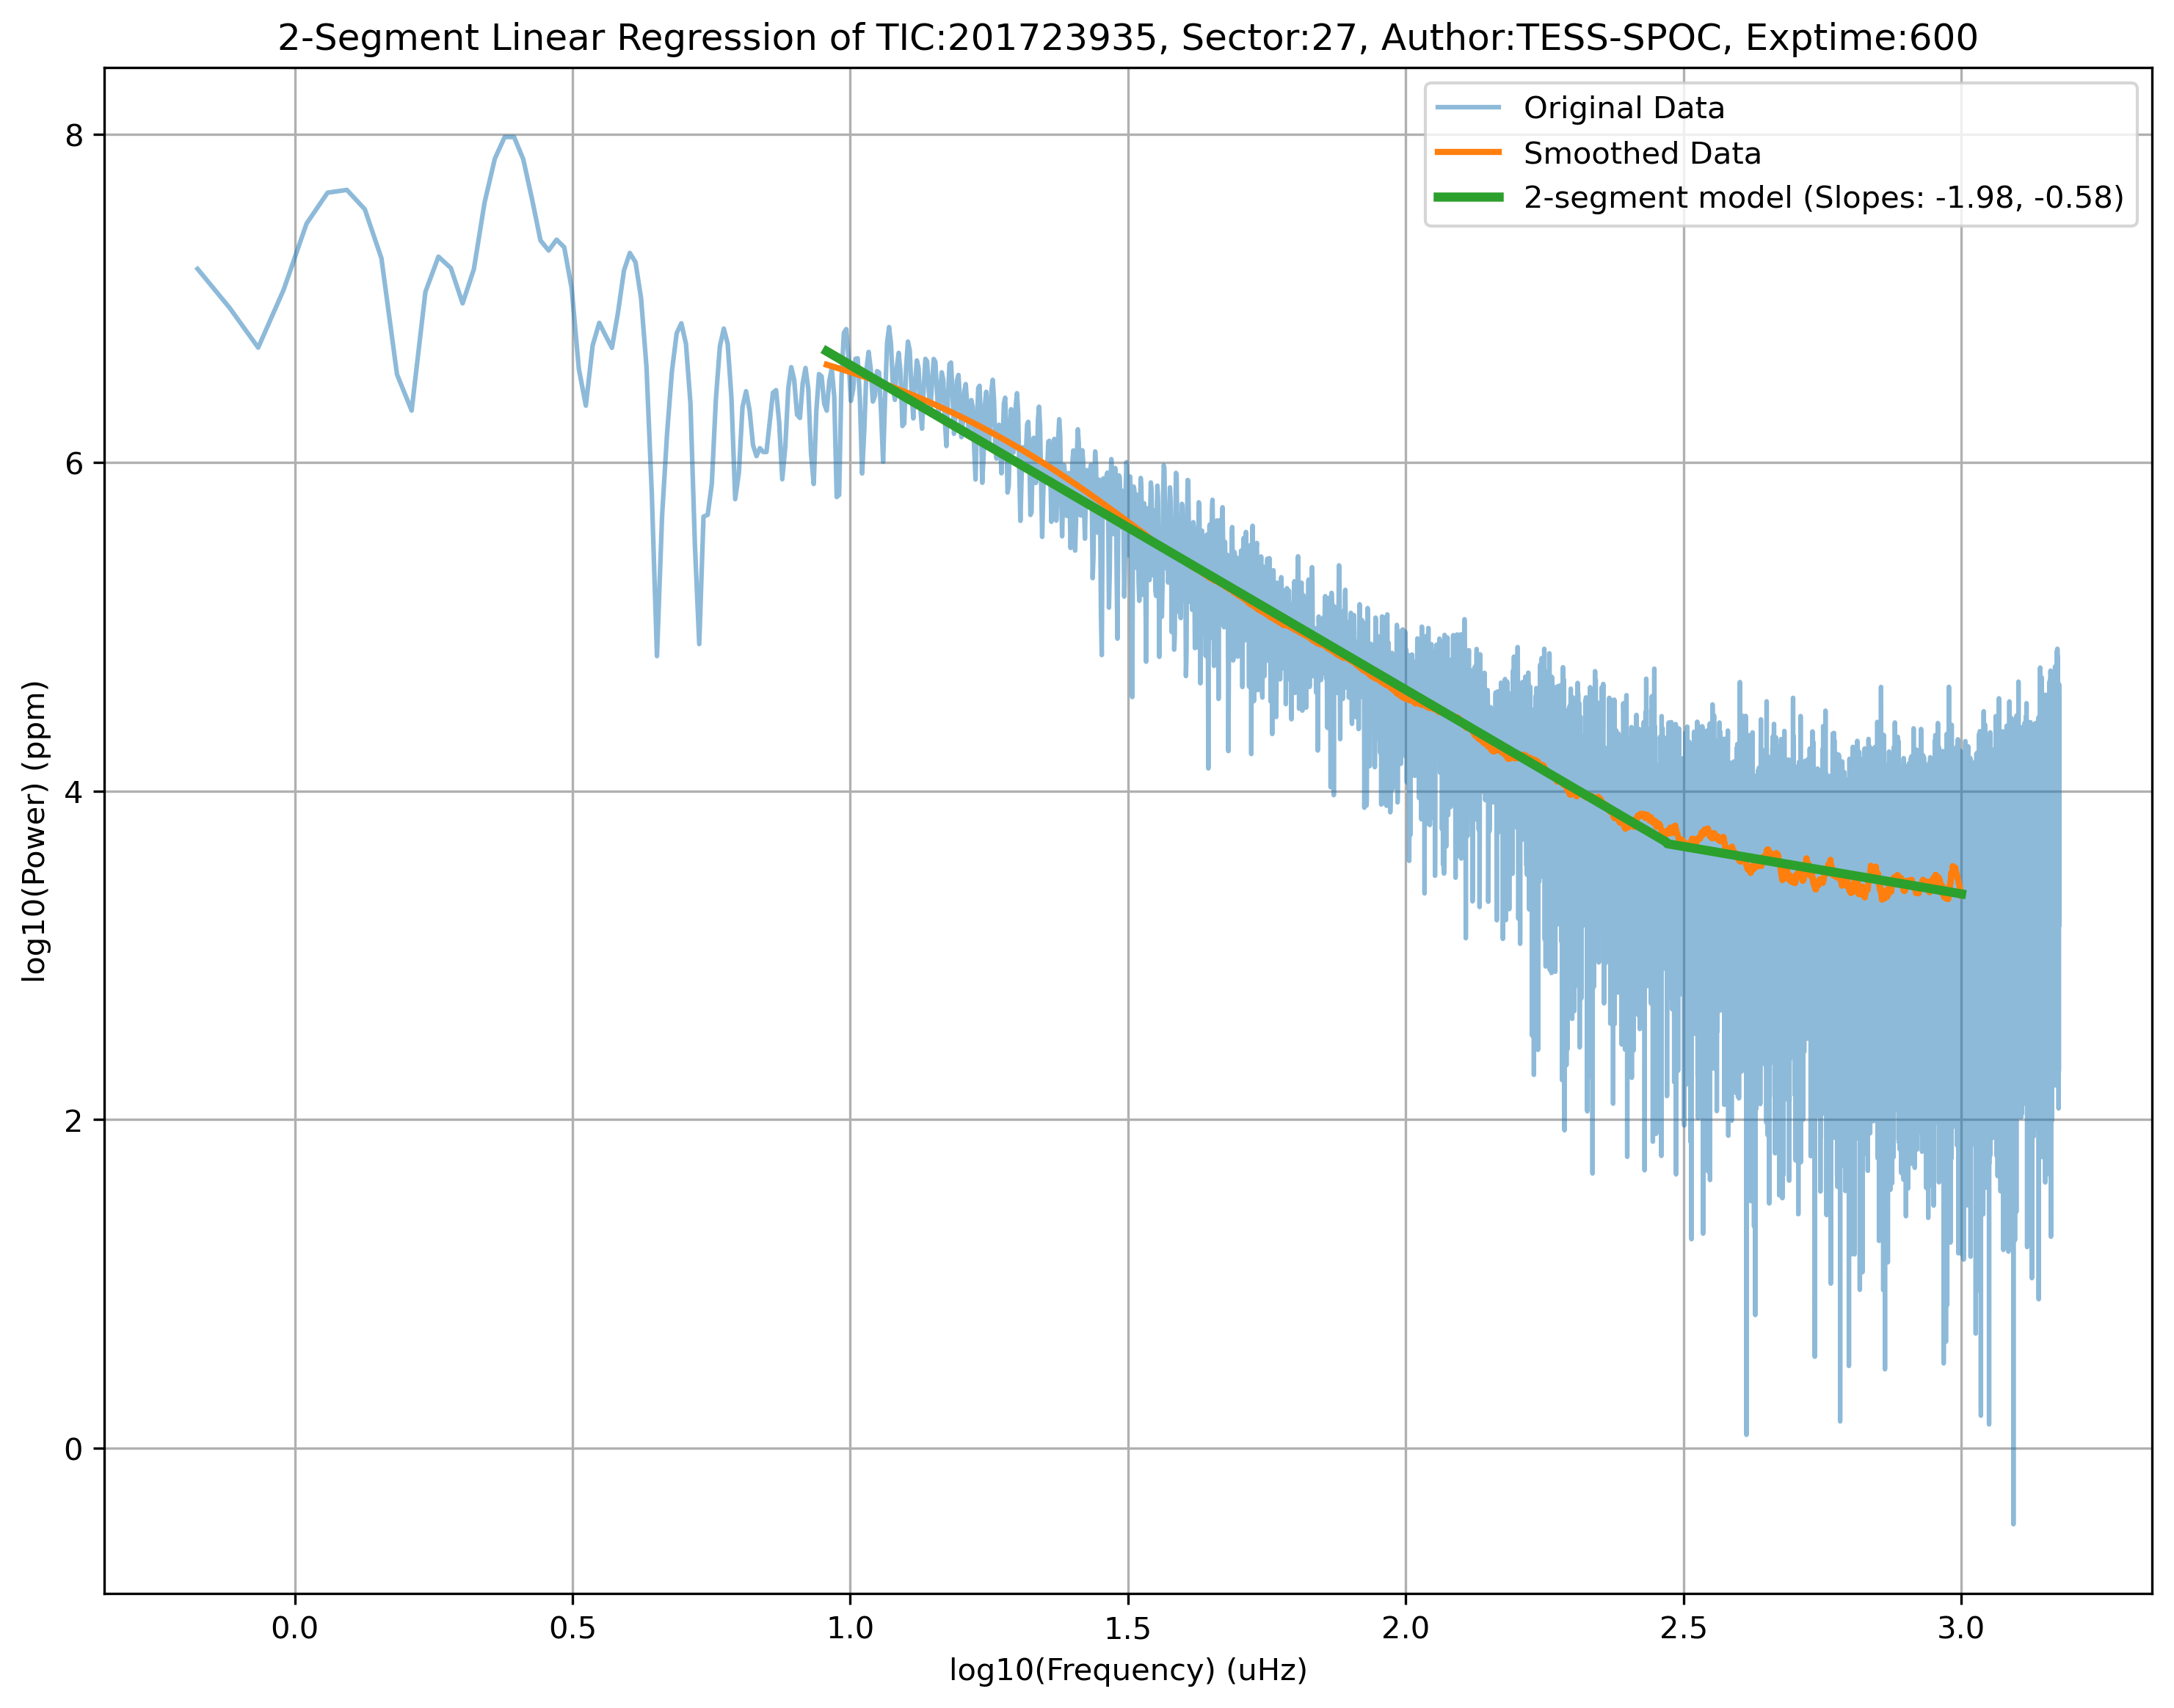 2-Segment Linear Regression of TIC:201723935, Sector:27, Author:TESS-SPOC, Exptime:600
Original Data
Smoothed Data
2-segment model (Slopes: -1.98, -0.58)
log10(Power) (ppm)
8
6
4
2
0
0.0 0.5 1.0 1.5 2.0 2.5 3.0
log10(Frequency) (uHz)